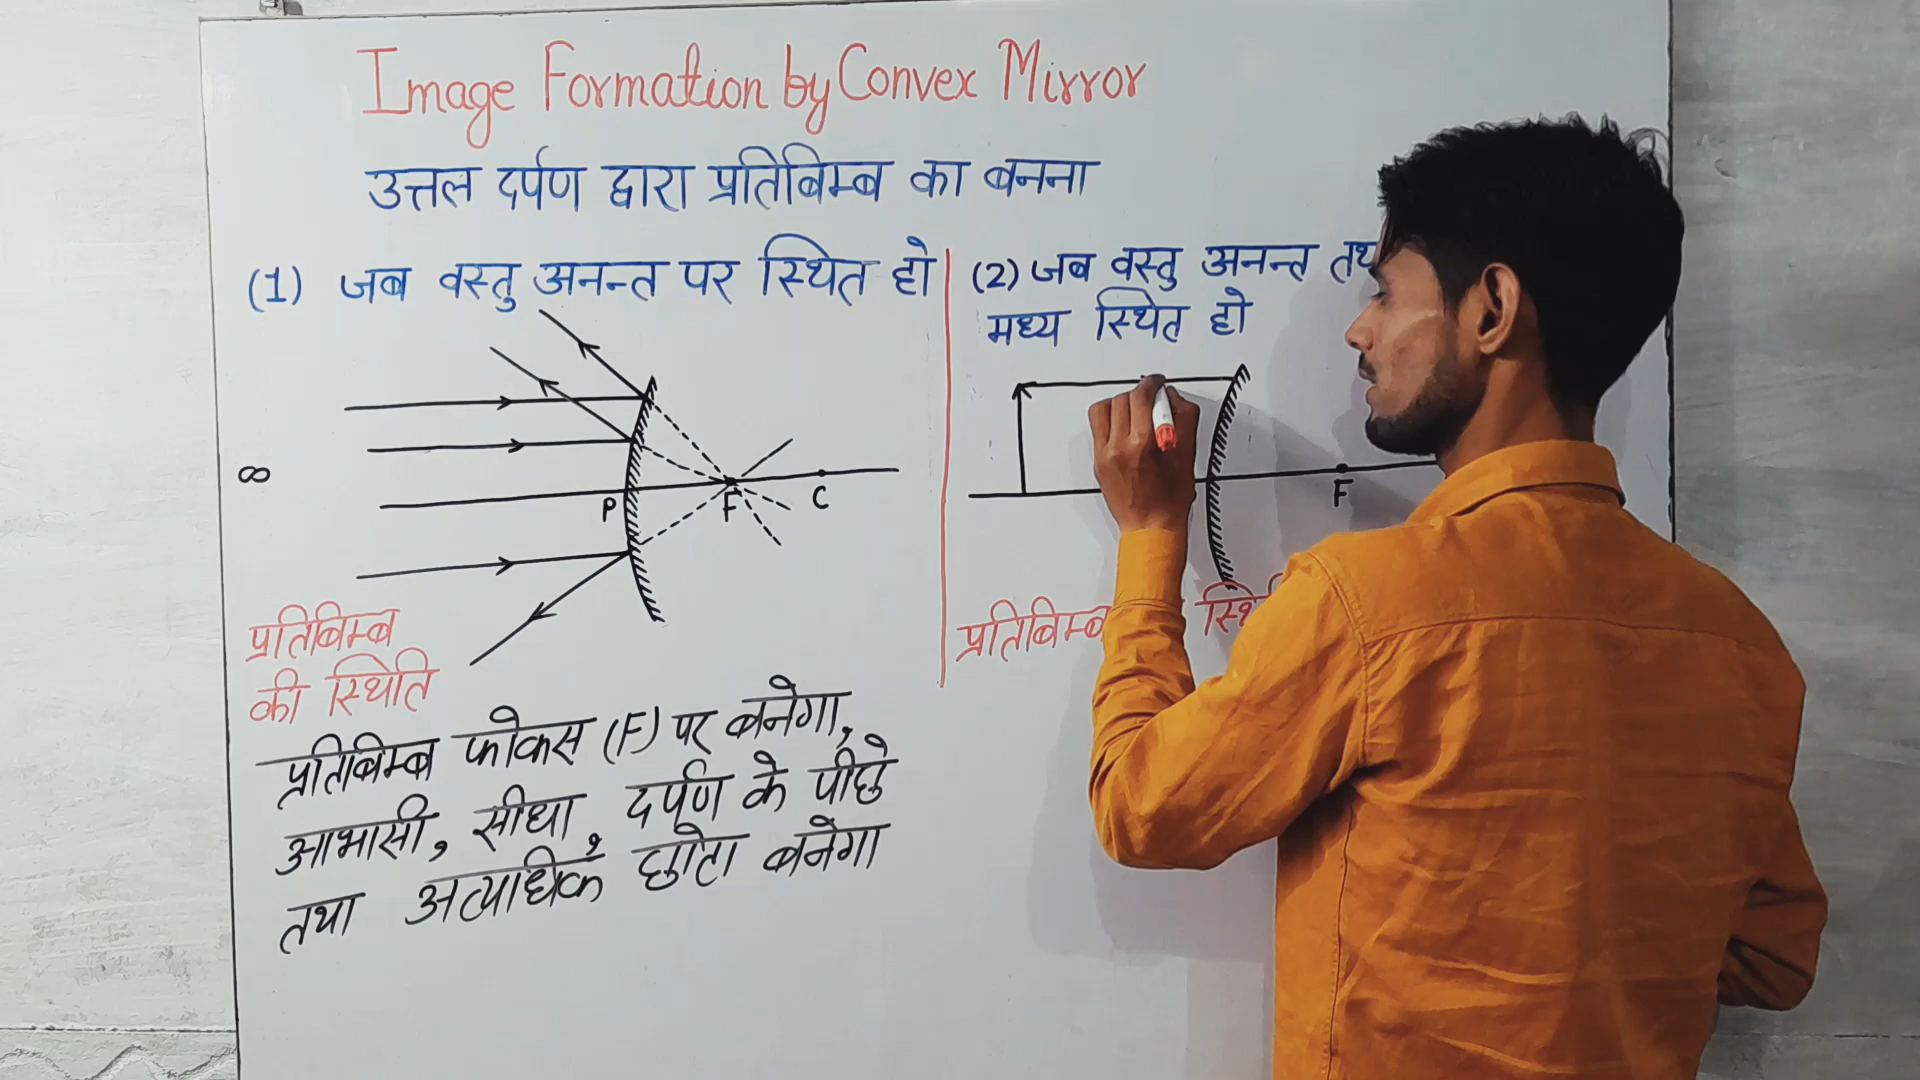 Image Formation by Convex Mirror
उत्तल दर्पण द्वारा प्रतिबिम्ब का बनना
(1) जब वस्तु अनन्त पर स्थित हो
∞
P
F
C
प्रतिबिम्ब
की स्थिति
प्रतिबिम्ब फोकस (F) पर बनेगा,
आभासी, सीधा, दर्पण के पीछे
तथा अत्याधिक छोटा बनेगा
(2) जब वस्तु अनन्त
मध्य स्थित हो
F
प्रतिबिम्ब